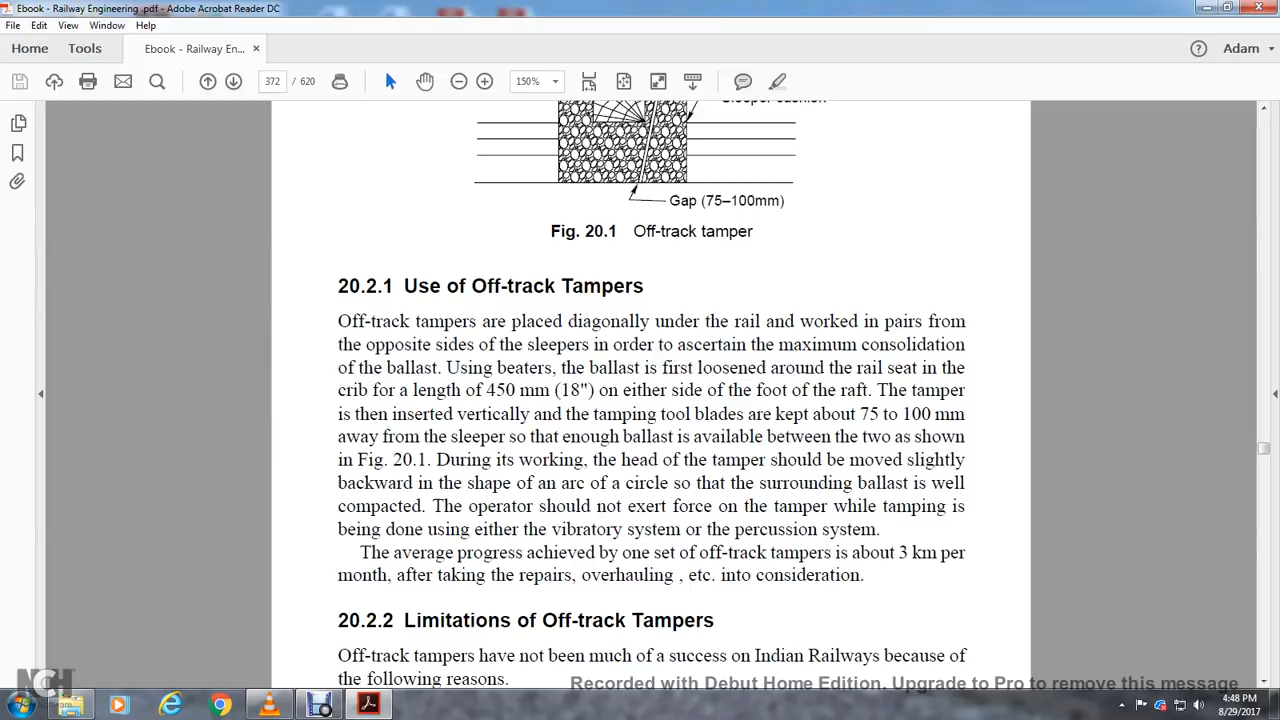 Ebook - Railway Engineering .pdf - Adobe Acrobat Reader DC
File Edit View Window Help
Home Tools Ebook - Railway En... × Adam
372 / 620 150%
Sleeper cushion
Gap (75–100mm)
Fig. 20.1 Off-track tamper
20.2.1 Use of Off-track Tampers
Off-track tampers are placed diagonally under the rail and worked in pairs from
the opposite sides of the sleepers in order to ascertain the maximum consolidation
of the ballast. Using beaters, the ballast is first loosened around the rail seat in the
crib for a length of 450 mm (18") on either side of the foot of the raft. The tamper
is then inserted vertically and the tamping tool blades are kept about 75 to 100 mm
away from the sleeper so that enough ballast is available between the two as shown
in Fig. 20.1. During its working, the head of the tamper should be moved slightly
backward in the shape of an arc of a circle so that the surrounding ballast is well
compacted. The operator should not exert force on the tamper while tamping is
being done using either the vibratory system or the percussion system.
The average progress achieved by one set of off-track tampers is about 3 km per
month, after taking the repairs, overhauling , etc. into consideration.
20.2.2 Limitations of Off-track Tampers
Off-track tampers have not been much of a success on Indian Railways because of
the following reasons.
NCH
Recorded with Debut Home Edition. Upgrade to Pro to remove this message
4:48 PM
8/29/2017